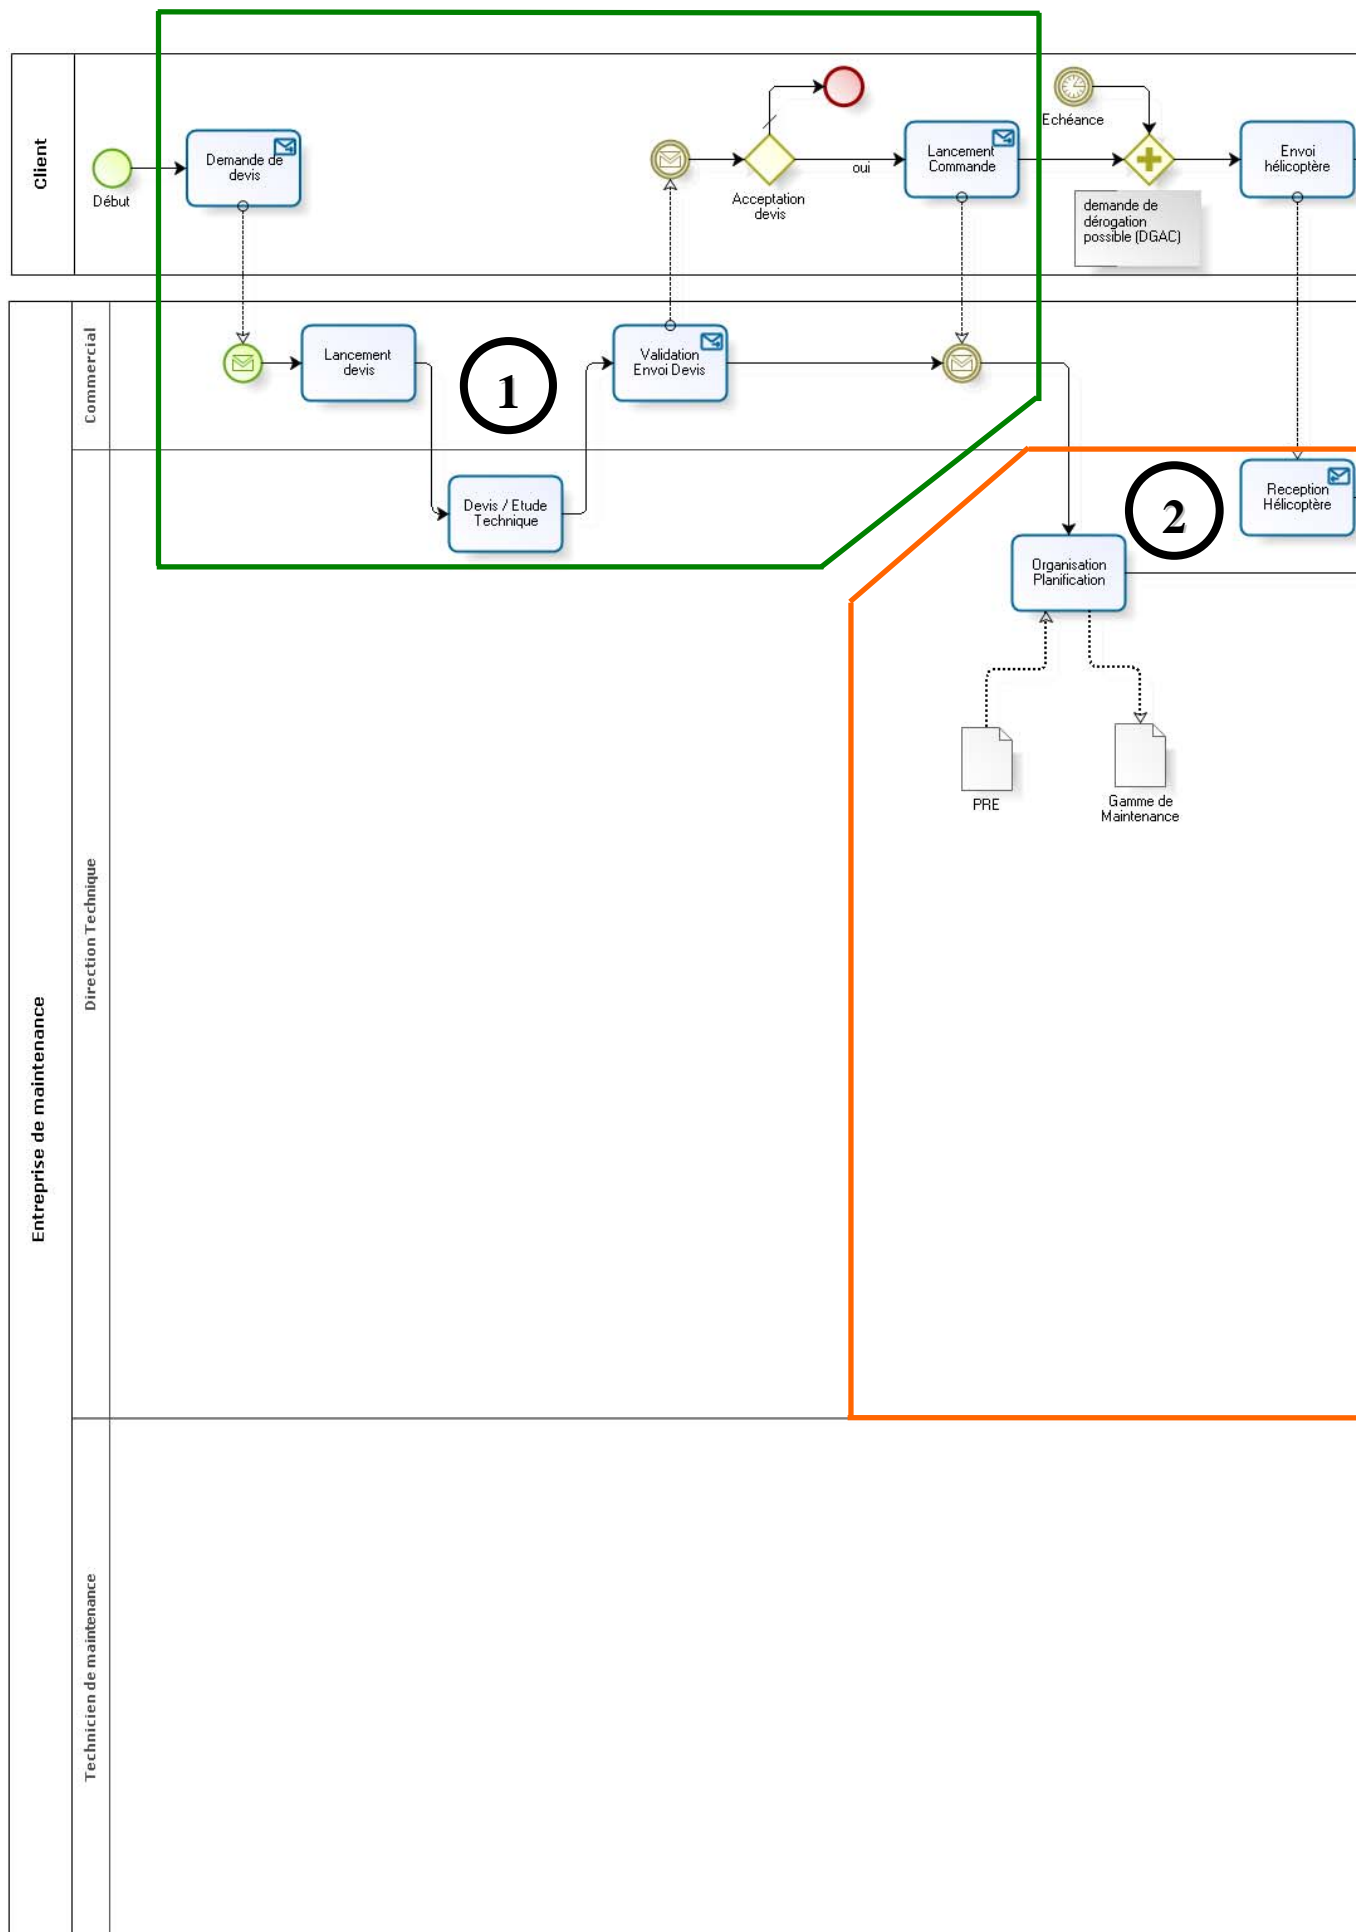 Client
Début
Demande de
devis
Acceptation
devis
oui
Lancement
Commande
Echéance
demande de
dérogation
possible (DGAC)
Envoi
hélicoptère
Entreprise de maintenance
Commercial
Lancement
devis
1
Validation
Envoi Devis
Direction Technique
Devis / Etude
Technique
2
Reception
Hélicoptère
Organisation
Planification
PRE
Gamme de
Maintenance
Technicien de maintenance